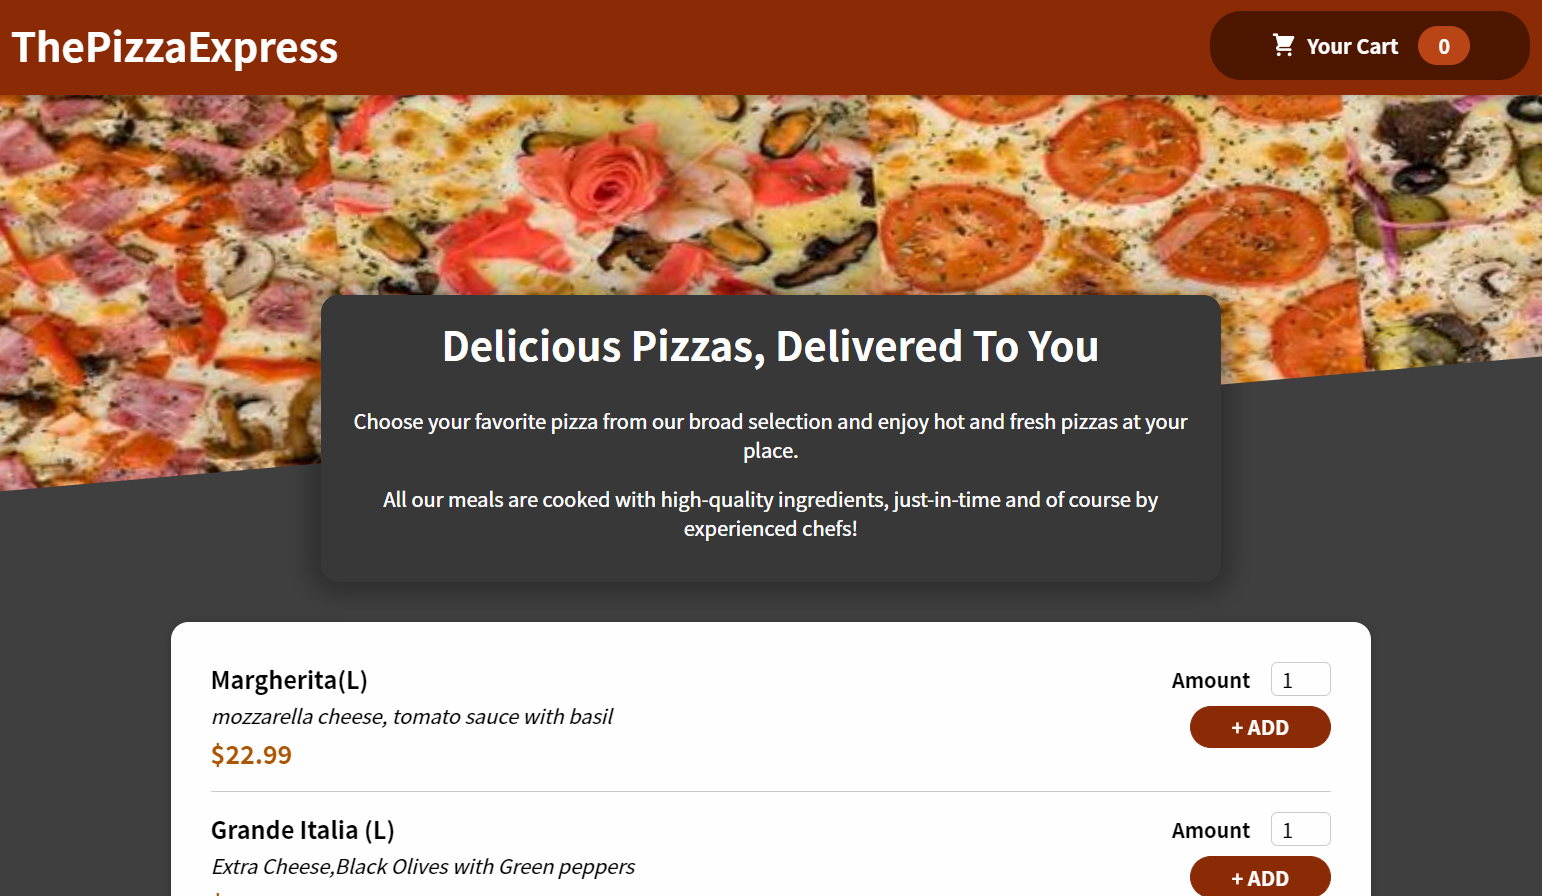 ThePizzaExpress
Your Cart 0
Delicious Pizzas, Delivered To You
Choose your favorite pizza from our broad selection and enjoy hot and fresh pizzas at your
place.
All our meals are cooked with high-quality ingredients, just-in-time and of course by
experienced chefs!
Margherita(L)
Amount 1
mozzarella cheese, tomato sauce with basil
+ ADD
$22.99
Grande Italia (L)
Amount 1
Extra Cheese,Black Olives with Green peppers
+ ADD